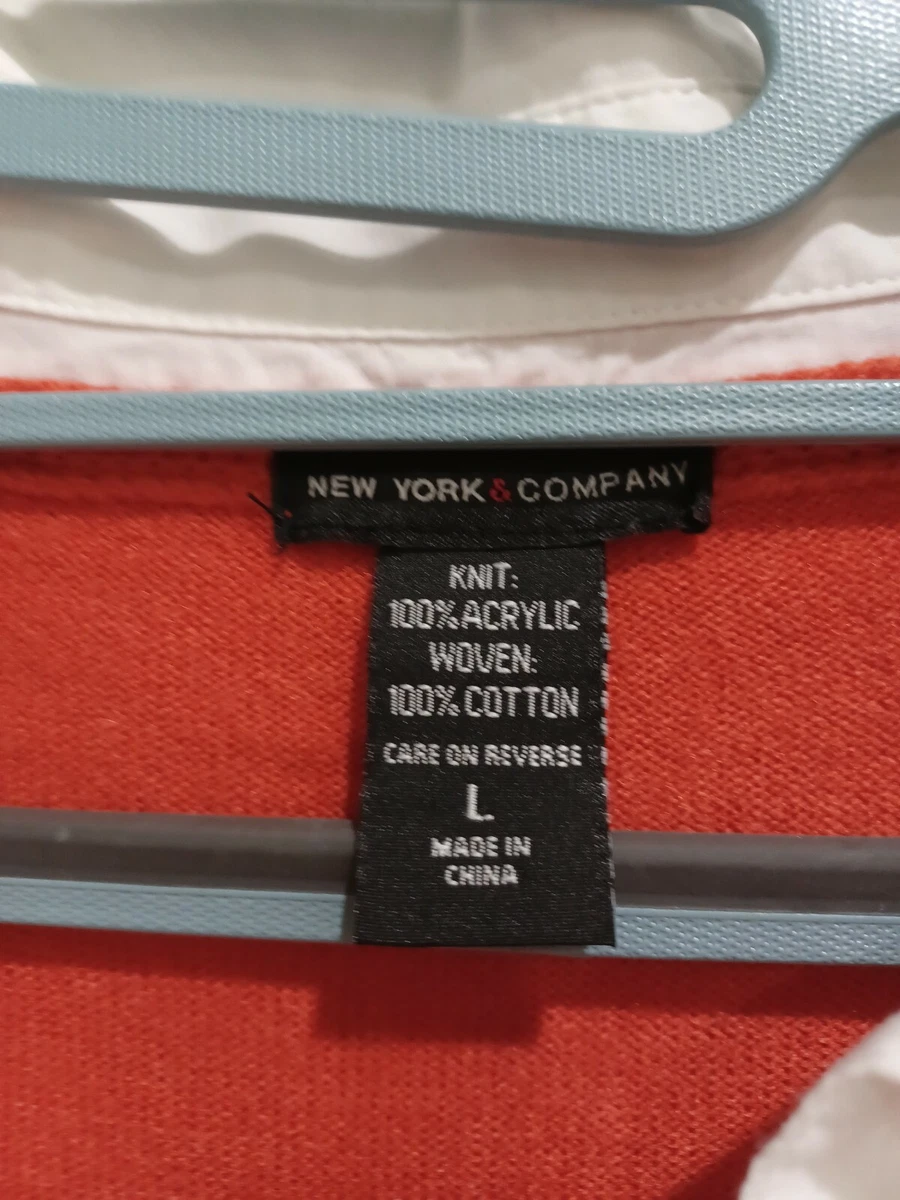 NEW YORK & COMPANY
KNIT:
100% ACRYLIC
WOVEN:
100% COTTON
CARE ON REVERSE
L
MADE IN
CHINA